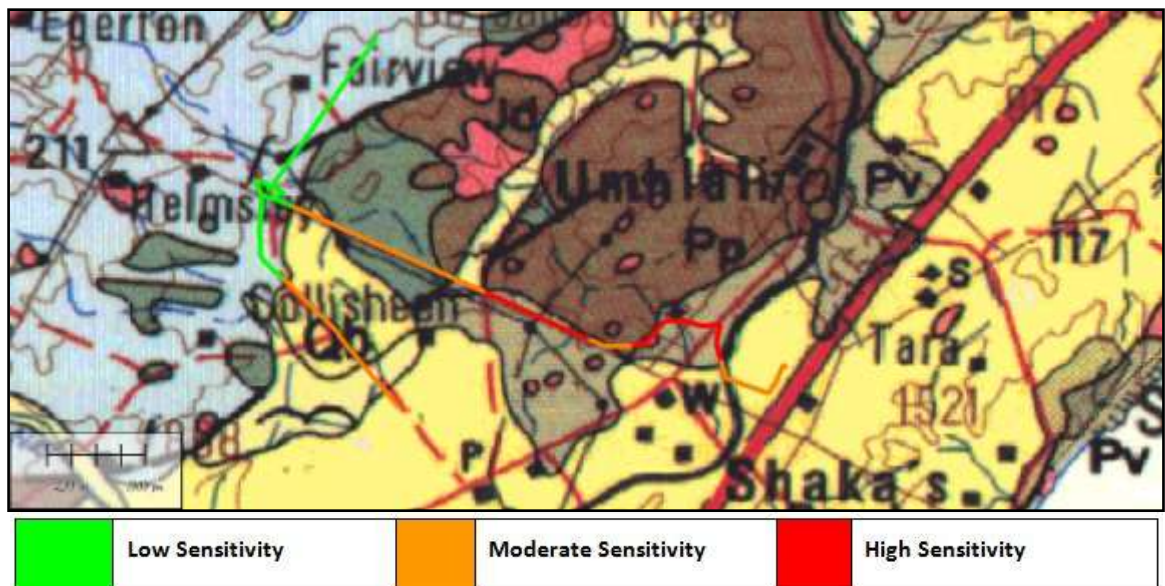 Egerton
Fairview
Jd
211
Helmsley
Umhlali
Pv
Pp
117
Collisheen
S
Qb
Tara
W
1521
P
Shaka's
Pv
Low Sensitivity Moderate Sensitivity High Sensitivity